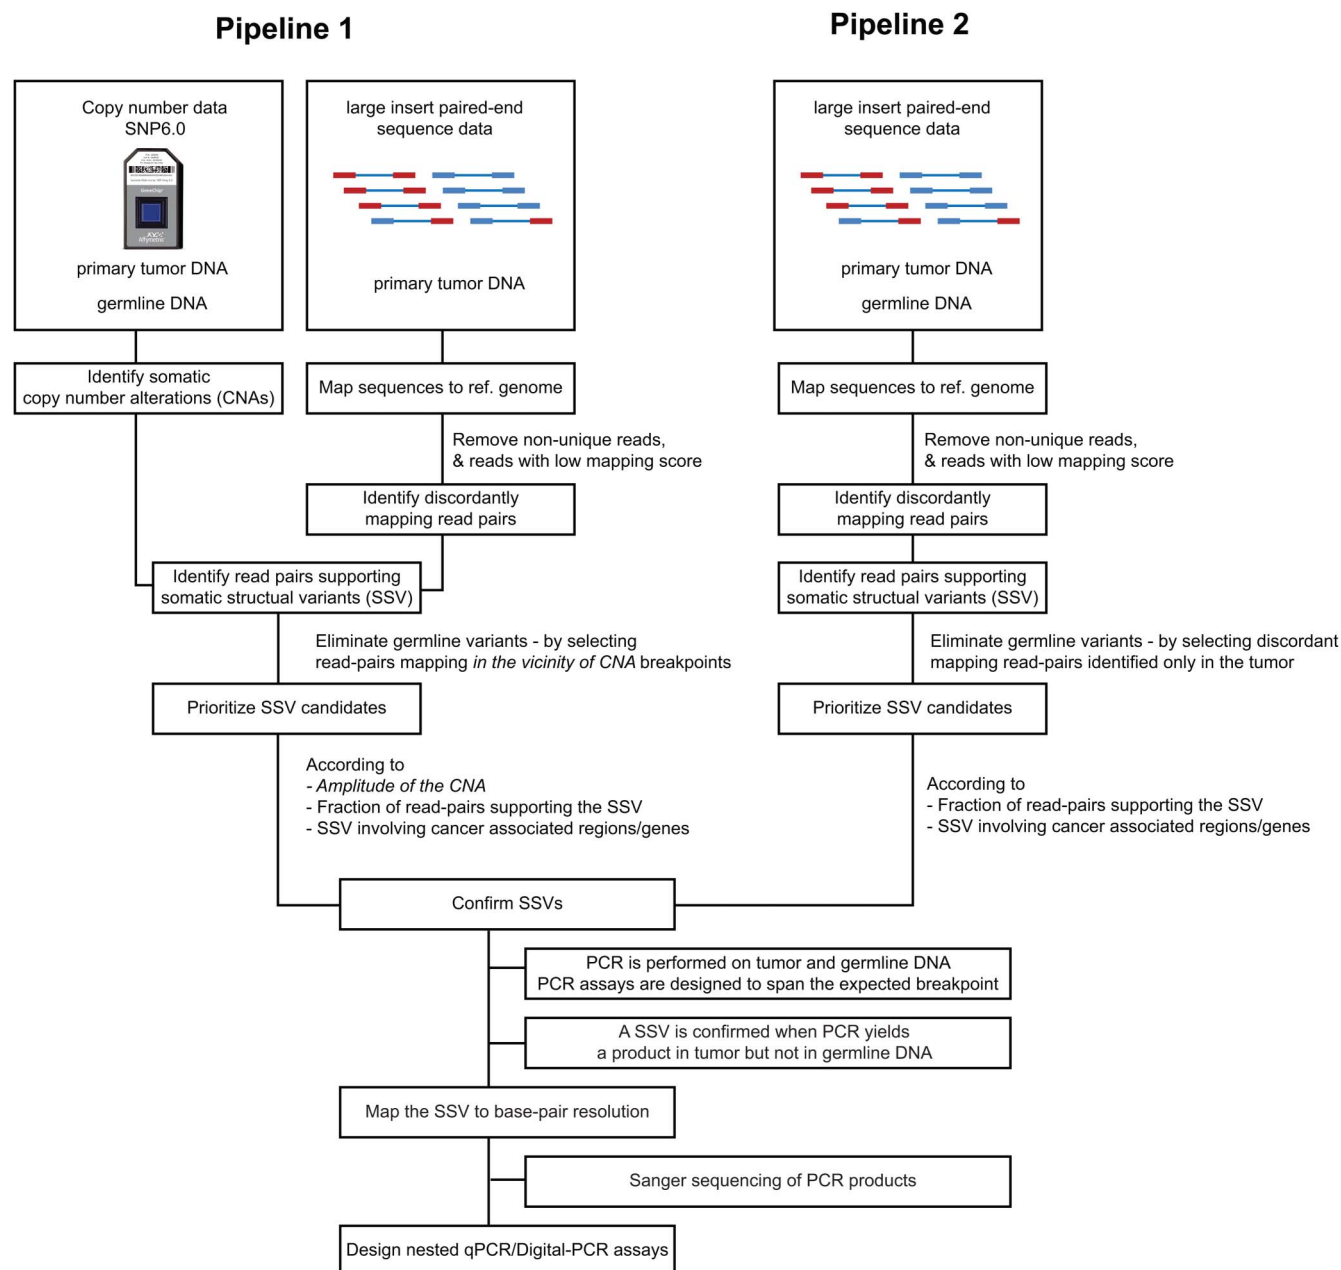 Pipeline 1
Pipeline 2
Copy number data
SNP6.0
primary tumor DNA
germline DNA
large insert paired-end
sequence data
primary tumor DNA
large insert paired-end
sequence data
primary tumor DNA
germline DNA
Identify somatic
copy number alterations (CNAs)
Map sequences to ref. genome
Map sequences to ref. genome
Remove non-unique reads,
& reads with low mapping score
Remove non-unique reads,
& reads with low mapping score
Identify discordantly
mapping read pairs
Identify discordantly
mapping read pairs
Identify read pairs supporting
somatic structual variants (SSV)
Identify read pairs supporting
somatic structual variants (SSV)
Eliminate germline variants - by selecting
read-pairs mapping in the vicinity of CNA breakpoints
Eliminate germline variants - by selecting discordant
mapping read-pairs identified only in the tumor
Prioritize SSV candidates
Prioritize SSV candidates
According to
- Amplitude of the CNA
- Fraction of read-pairs supporting the SSV
- SSV involving cancer associated regions/genes
According to
- Fraction of read-pairs supporting the SSV
- SSV involving cancer associated regions/genes
Confirm SSVs
PCR is performed on tumor and germline DNA
PCR assays are designed to span the expected breakpoint
A SSV is confirmed when PCR yields
a product in tumor but not in germline DNA
Map the SSV to base-pair resolution
Sanger sequencing of PCR products
Design nested qPCR/Digital-PCR assays